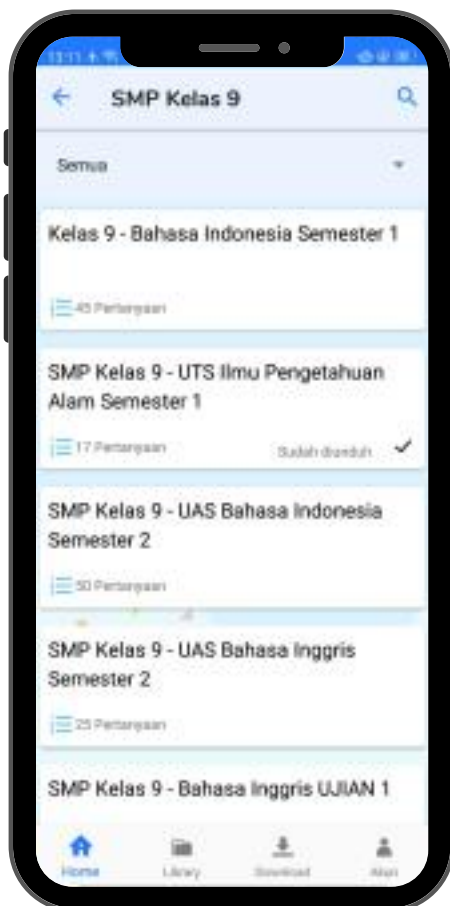 13:11
SMP Kelas 9
Semua
Kelas 9 - Bahasa Indonesia Semester 1
45 Pertanyaan
SMP Kelas 9 - UTS Ilmu Pengetahuan
Alam Semester 1
17 Pertanyaan
Sudah diunduh
SMP Kelas 9 - UAS Bahasa Indonesia
Semester 2
50 Pertanyaan
SMP Kelas 9 - UAS Bahasa Inggris
Semester 2
25 Pertanyaan
SMP Kelas 9 - Bahasa Inggris UJIAN 1
Home
Library
Download
Akun